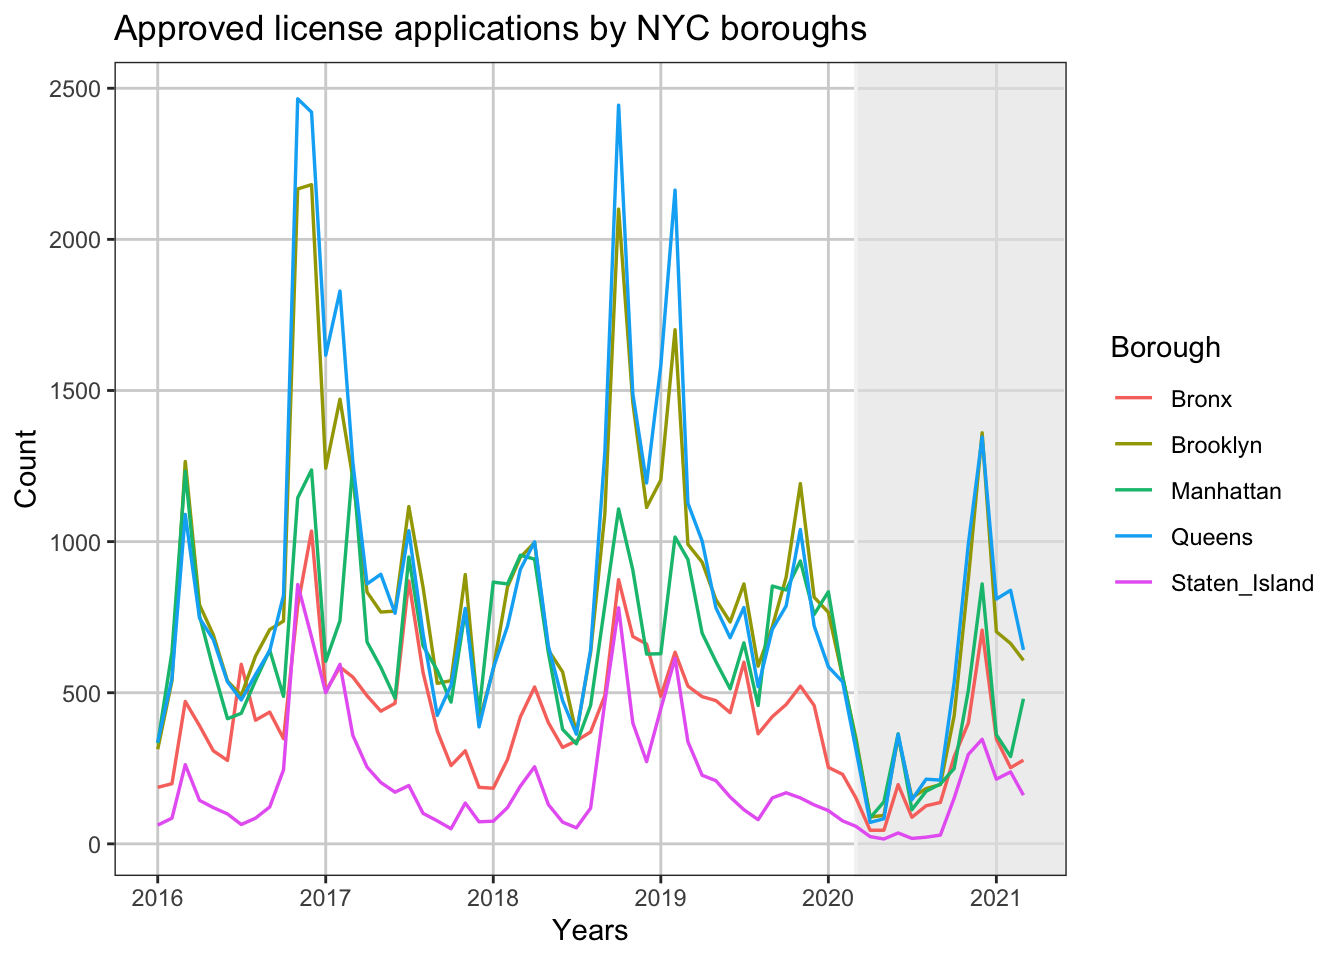 Approved license applications by NYC boroughs
2500
2000
1500
1000
500
0
Count
2016 2017 2018 2019 2020 2021
Years
Borough
Bronx
Brooklyn
Manhattan
Queens
Staten_Island